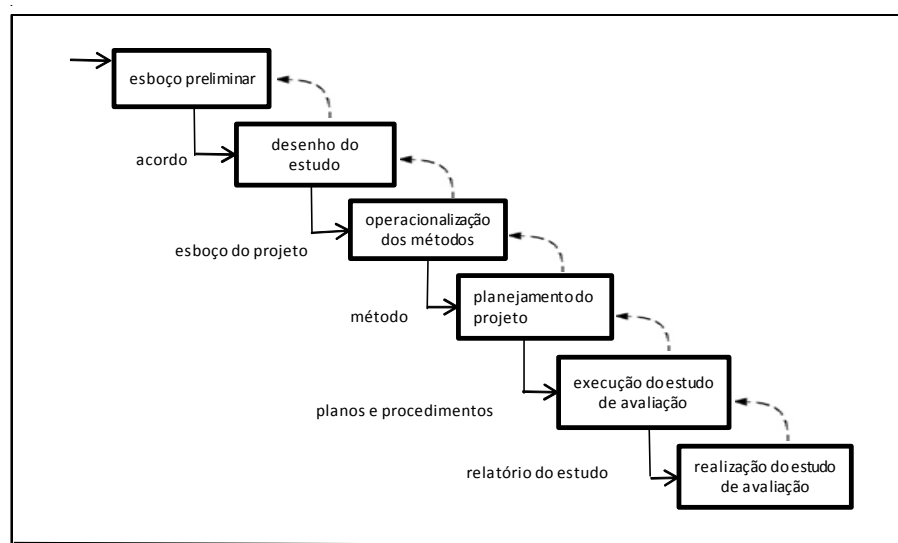 esboço preliminar
acordo
desenho do
estudo
esboço do projeto
operacionalização
dos métodos
método
planejamento do
projeto
planos e procedimentos
execução do estudo
de avaliação
relatório do estudo
realização do estudo
de avaliação